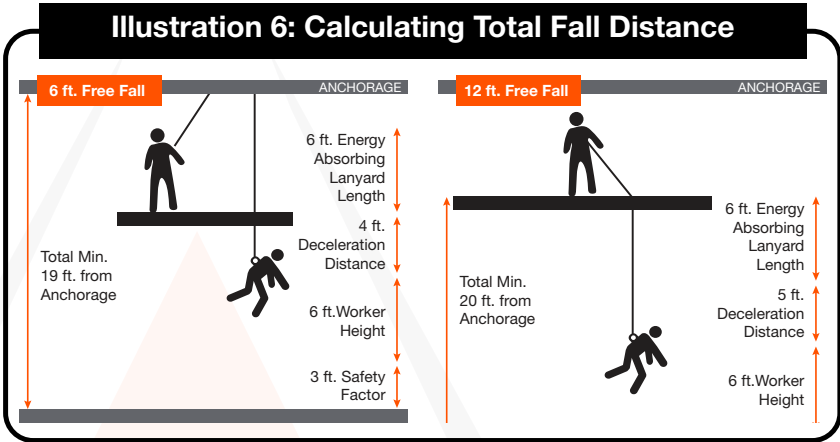 Illustration 6: Calculating Total Fall Distance
6 ft. Free Fall
ANCHORAGE
6 ft. Energy
Absorbing
Lanyard
Length
4 ft.
Deceleration
Distance
Total Min.
19 ft. from
Anchorage
6 ft.Worker
Height
3 ft. Safety
Factor
12 ft. Free Fall
ANCHORAGE
6 ft. Energy
Absorbing
Lanyard
Length
Total Min.
20 ft. from
Anchorage
5 ft.
Deceleration
Distance
6 ft.Worker
Height